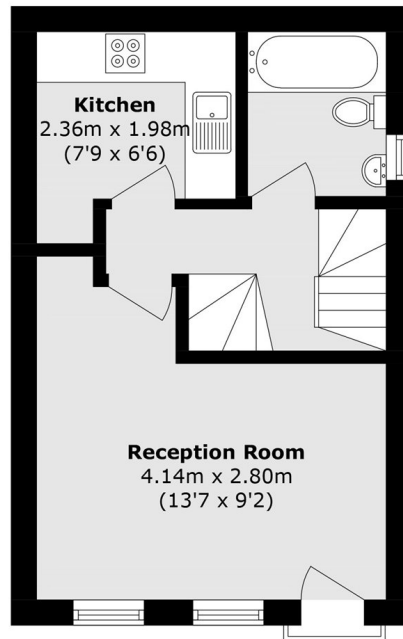 Kitchen
2.36m x 1.98m
(7'9 x 6'6)
Reception Room
4.14m x 2.80m
(13'7 x 9'2)